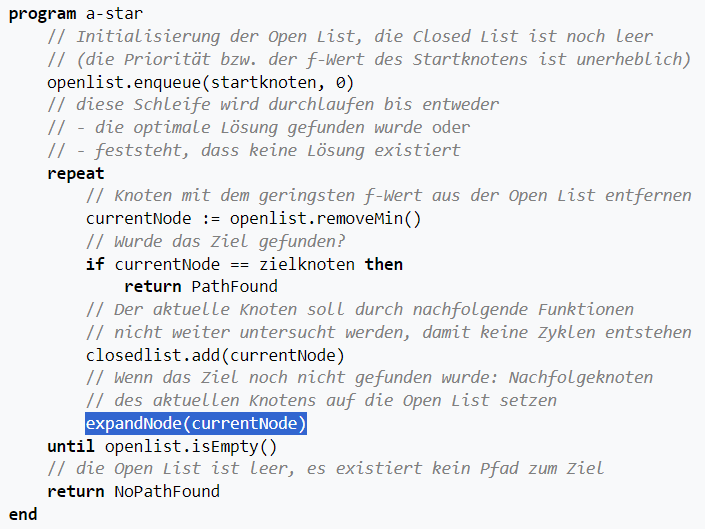 program a-star
// Initialisierung der Open List, die Closed List ist noch leer
// (die Priorität bzw. der f-Wert des Startknotens ist unerheblich)
openlist.enqueue(startknoten, 0)
// diese Schleife wird durchlaufen bis entweder
// - die optimale Lösung gefunden wurde oder
// - feststeht, dass keine Lösung existiert
repeat
// Knoten mit dem geringsten f-Wert aus der Open List entfernen
currentNode := openlist.removeMin()
// Wurde das Ziel gefunden?
if currentNode == zielknoten then
return PathFound
// Der aktuelle Knoten soll durch nachfolgende Funktionen
// nicht weiter untersucht werden, damit keine Zyklen entstehen
closedlist.add(currentNode)
// Wenn das Ziel noch nicht gefunden wurde: Nachfolgeknoten
// des aktuellen Knotens auf die Open List setzen
expandNode(currentNode)
until openlist.isEmpty()
// die Open List ist leer, es existiert kein Pfad zum Ziel
return NoPathFound
end